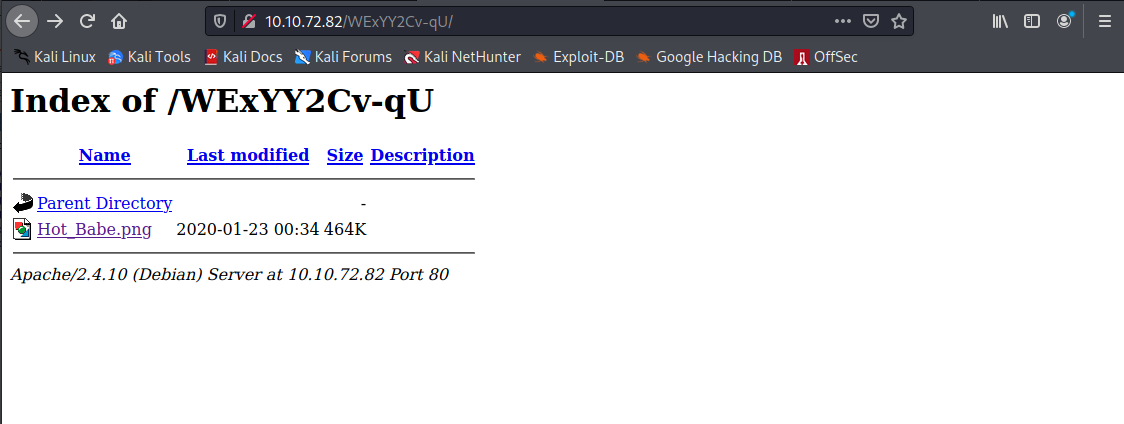 10.10.72.82/WExYY2Cv-qU/
Kali Linux Kali Tools Kali Docs Kali Forums Kali NetHunter Exploit-DB Google Hacking DB OffSec
Index of /WExYY2Cv-qU
Name Last modified Size Description
Parent Directory -
Hot_Babe.png 2020-01-23 00:34 464K
Apache/2.4.10 (Debian) Server at 10.10.72.82 Port 80